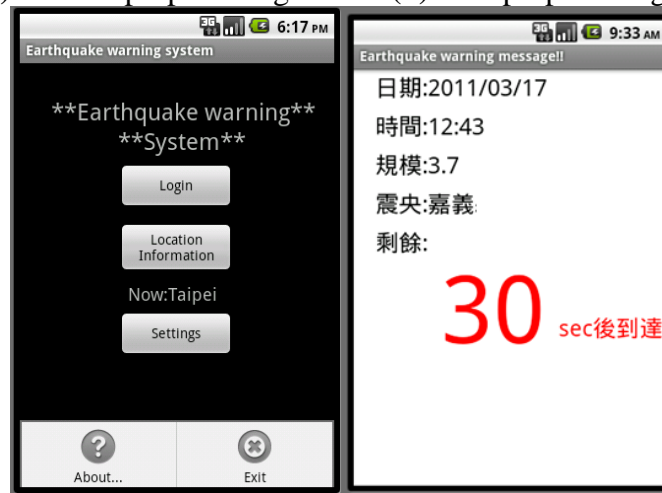 6:17 PM
Earthquake warning system
**Earthquake warning**
**System**
Login
Location
Information
Now:Taipei
Settings
About...
Exit
9:33 AM
Earthquake warning message!!
日期:2011/03/17
時間:12:43
規模:3.7
震央:嘉義
剩餘:
30 sec後到達